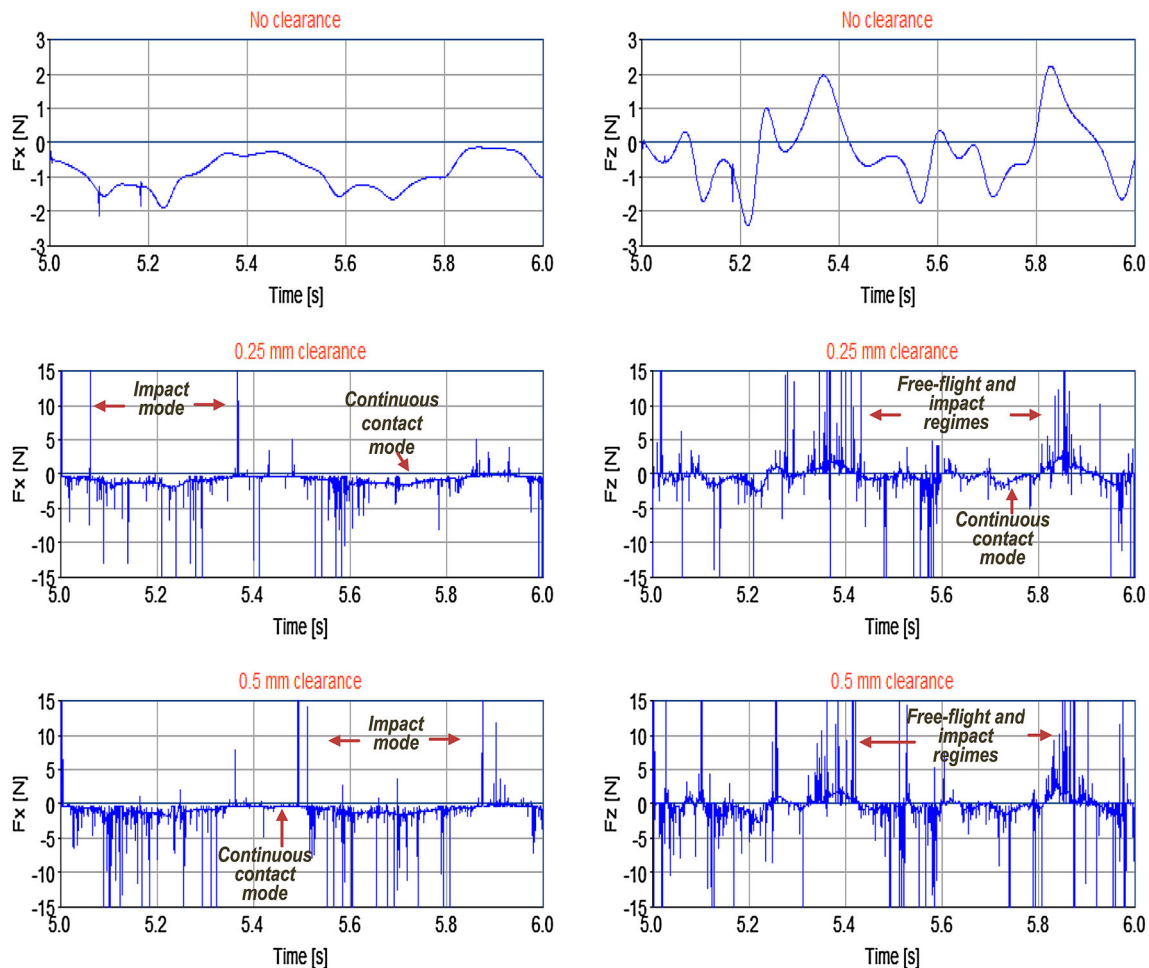 No clearance
3
2
1
0
-1
-2
-3
Fx [N]
5.0 5.2 5.4 5.6 5.8 6.0
Time [s]
No clearance
3
2
1
0
-1
-2
-3
Fz [N]
5.0 5.2 5.4 5.6 5.8 6.0
Time [s]
0.25 mm clearance
15
10
5
0
-5
-10
-15
Fx [N]
Impact
mode
Continuous
contact
mode
5.0 5.2 5.4 5.6 5.8 6.0
Time [s]
0.25 mm clearance
15
10
5
0
-5
-10
-15
Fz [N]
Free-flight and
impact
regimes
Continuous
contact
mode
5.0 5.2 5.4 5.6 5.8 6.0
Time [s]
0.5 mm clearance
15
10
5
0
-5
-10
-15
Fx [N]
Impact
mode
Continuous
contact
mode
5.0 5.2 5.4 5.6 5.8 6.0
Time [s]
0.5 mm clearance
15
10
5
0
-5
-10
-15
Fz [N]
Free-flight and
impact
regimes
5.0 5.2 5.4 5.6 5.8 6.0
Time [s]